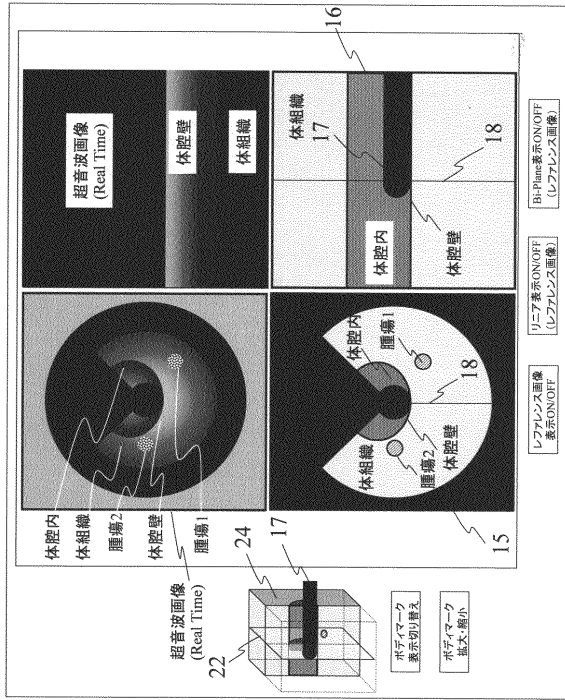 超音波画像
(Real Time)
体腔壁
体組織
16
体組織
17
体腔内
体腔壁
18
Bi-Plane表示ON/OFF
(レファレンス画像)
体腔内
体組織
腫瘍2
体腔壁
腫瘍1
体腔内
腫瘍1
体組織
腫瘍2
体腔壁
18
15
リニア表示ON/OFF
(レファレンス画像)
レファレンス画像
表示ON/OFF
超音波画像
(Real Time)
22
24
17
ボディマーク
表示切り替え
ボディマーク
拡大・縮小